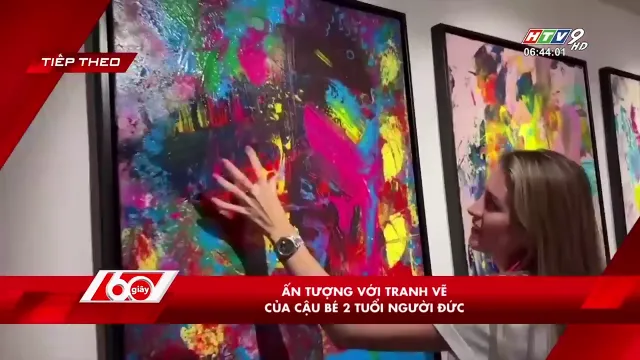 TIẾP THEO
HTV9
HD
06:44:01
60
giây
ẤN TƯỢNG VỚI TRANH VẼ
CỦA CẬU BÉ 2 TUỔI NGƯỜI ĐỨC